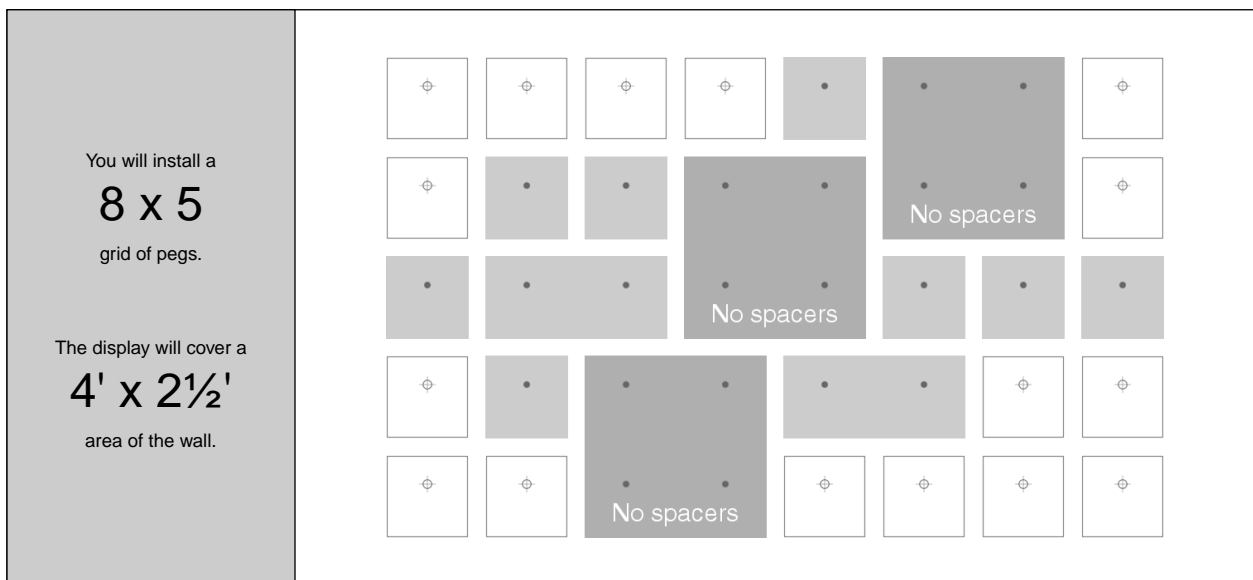 You will install a
8 x 5
grid of pegs.
The display will cover a
4' x 2½'
area of the wall.
No spacers
No spacers
No spacers